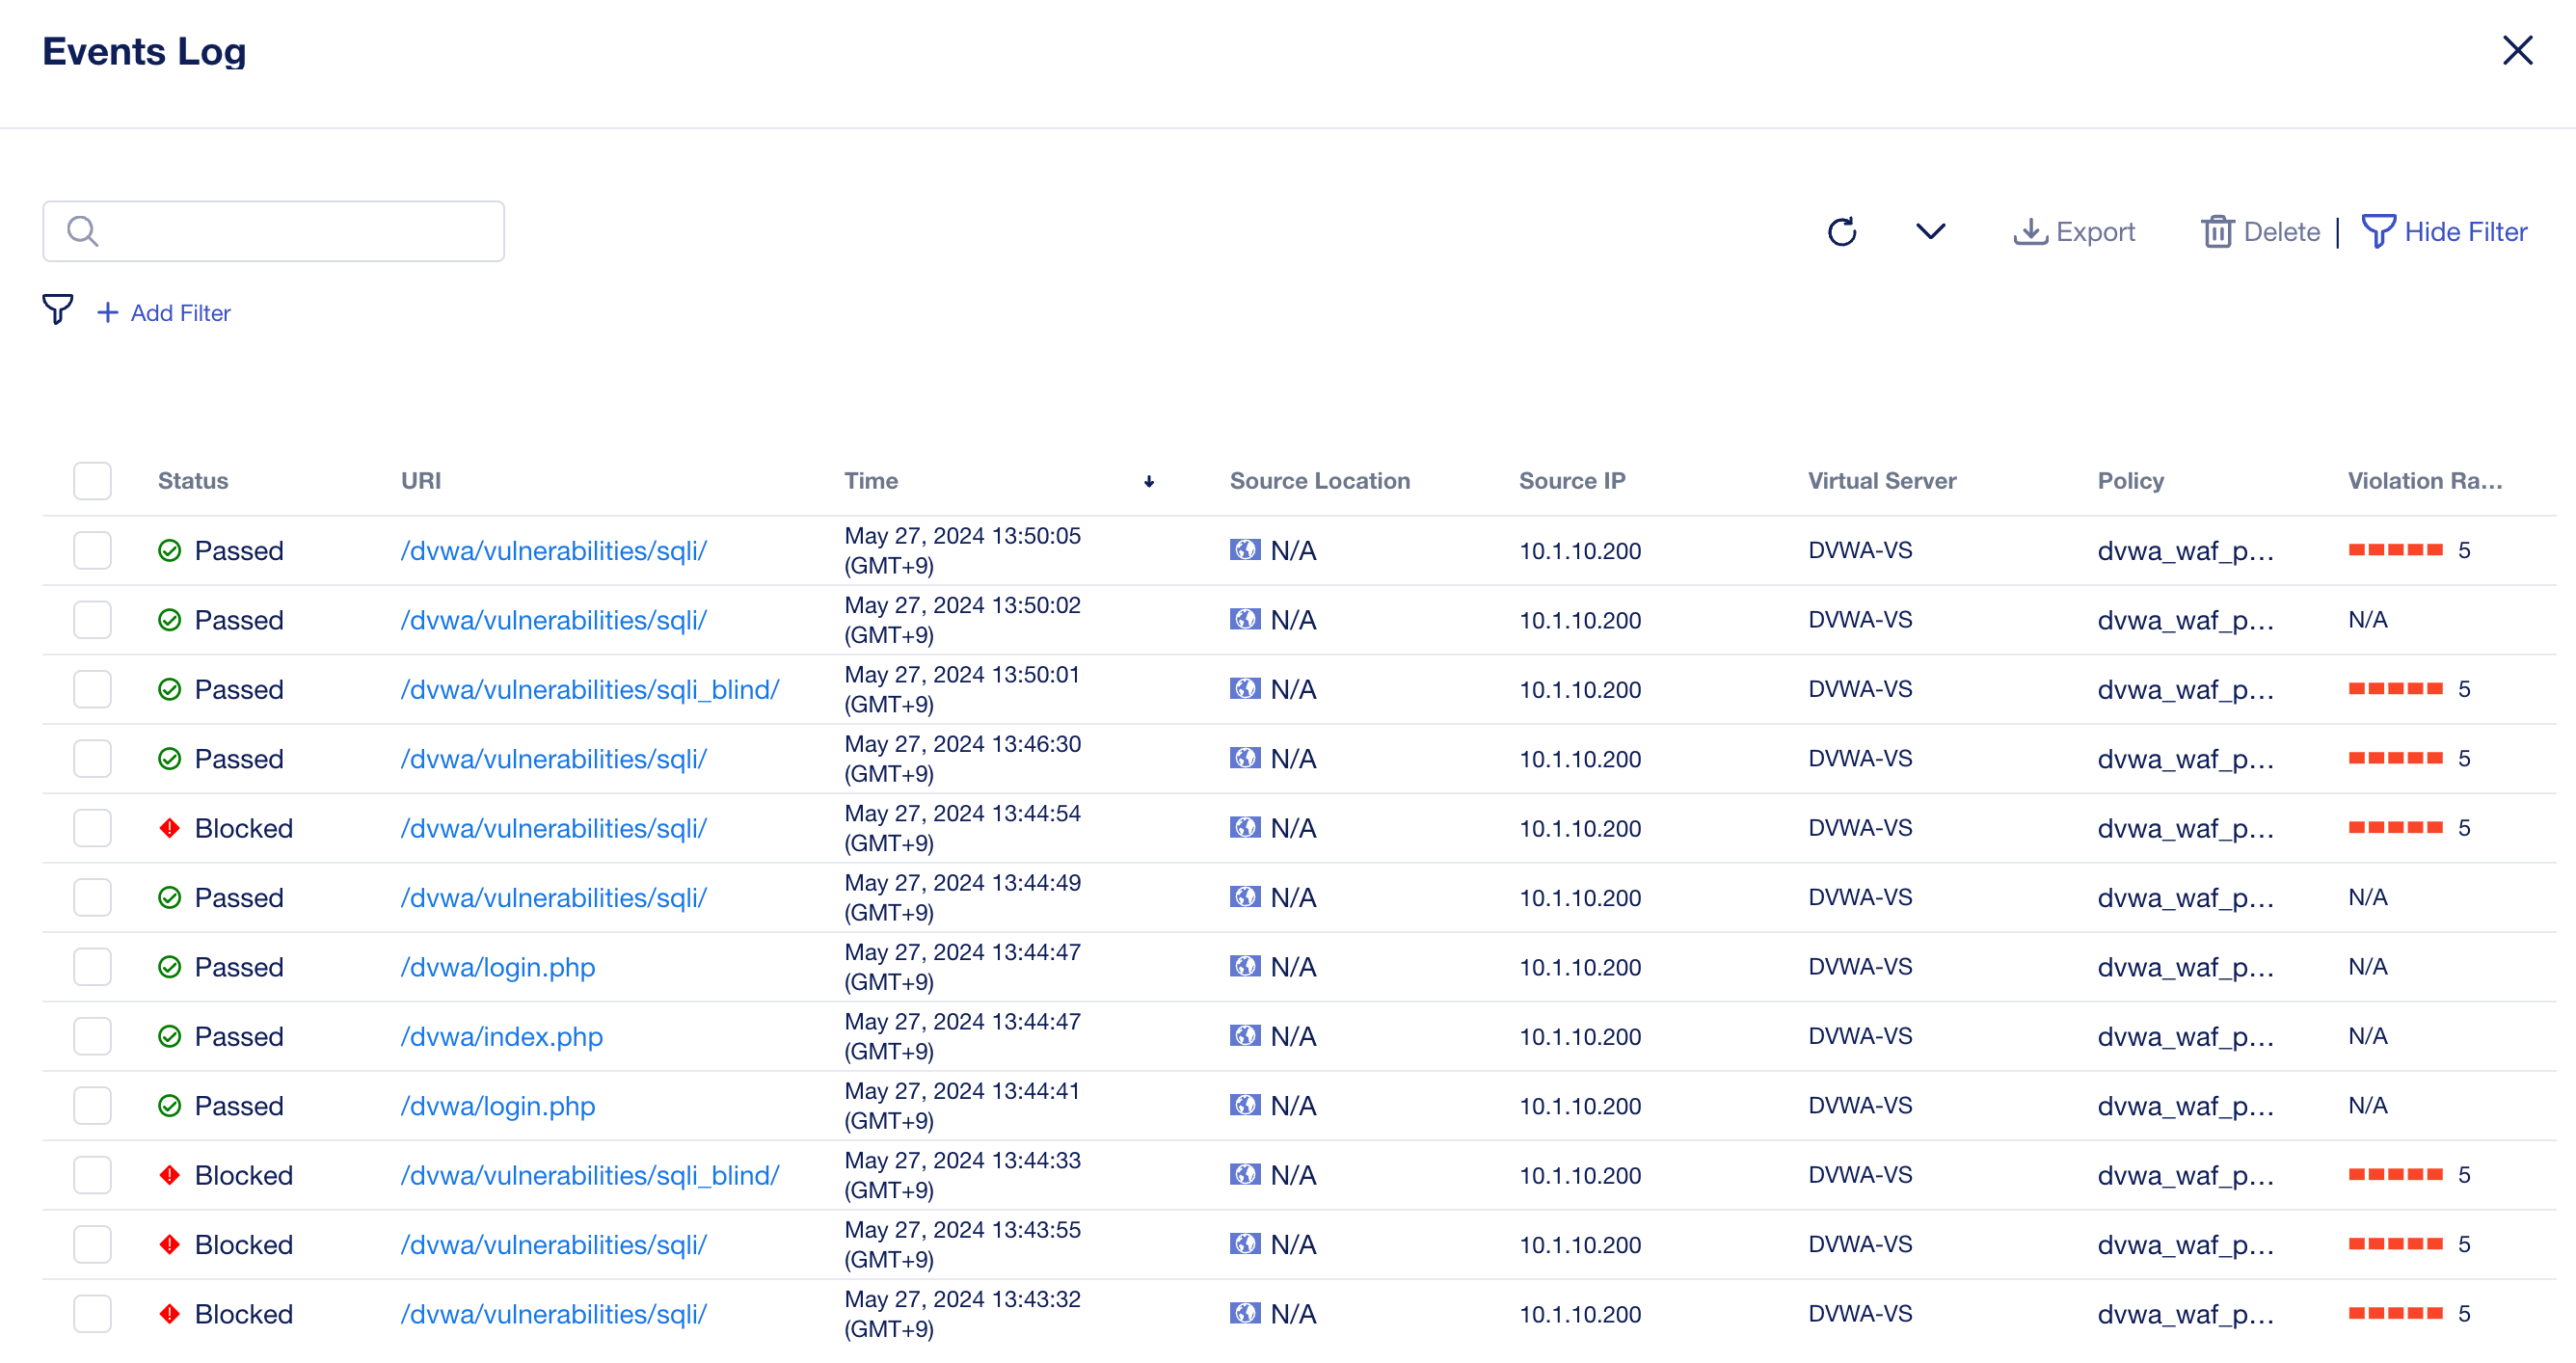 Events Log
Export Delete | Hide Filter
+ Add Filter
Status URI Time Source Location Source IP Virtual Server Policy Violation Ra...
Passed /dvwa/vulnerabilities/sqli/ May 27, 2024 13:50:05 (GMT+9) N/A 10.1.10.200 DVWA-VS dvwa_waf_p... 5
Passed /dvwa/vulnerabilities/sqli/ May 27, 2024 13:50:02 (GMT+9) N/A 10.1.10.200 DVWA-VS dvwa_waf_p... N/A
Passed /dvwa/vulnerabilities/sqli_blind/ May 27, 2024 13:50:01 (GMT+9) N/A 10.1.10.200 DVWA-VS dvwa_waf_p... 5
Passed /dvwa/vulnerabilities/sqli/ May 27, 2024 13:46:30 (GMT+9) N/A 10.1.10.200 DVWA-VS dvwa_waf_p... 5
Blocked /dvwa/vulnerabilities/sqli/ May 27, 2024 13:44:54 (GMT+9) N/A 10.1.10.200 DVWA-VS dvwa_waf_p... 5
Passed /dvwa/vulnerabilities/sqli/ May 27, 2024 13:44:49 (GMT+9) N/A 10.1.10.200 DVWA-VS dvwa_waf_p... N/A
Passed /dvwa/login.php May 27, 2024 13:44:47 (GMT+9) N/A 10.1.10.200 DVWA-VS dvwa_waf_p... N/A
Passed /dvwa/index.php May 27, 2024 13:44:47 (GMT+9) N/A 10.1.10.200 DVWA-VS dvwa_waf_p... N/A
Passed /dvwa/login.php May 27, 2024 13:44:41 (GMT+9) N/A 10.1.10.200 DVWA-VS dvwa_waf_p... N/A
Blocked /dvwa/vulnerabilities/sqli_blind/ May 27, 2024 13:44:33 (GMT+9) N/A 10.1.10.200 DVWA-VS dvwa_waf_p... 5
Blocked /dvwa/vulnerabilities/sqli/ May 27, 2024 13:43:55 (GMT+9) N/A 10.1.10.200 DVWA-VS dvwa_waf_p... 5
Blocked /dvwa/vulnerabilities/sqli/ May 27, 2024 13:43:32 (GMT+9) N/A 10.1.10.200 DVWA-VS dvwa_waf_p... 5